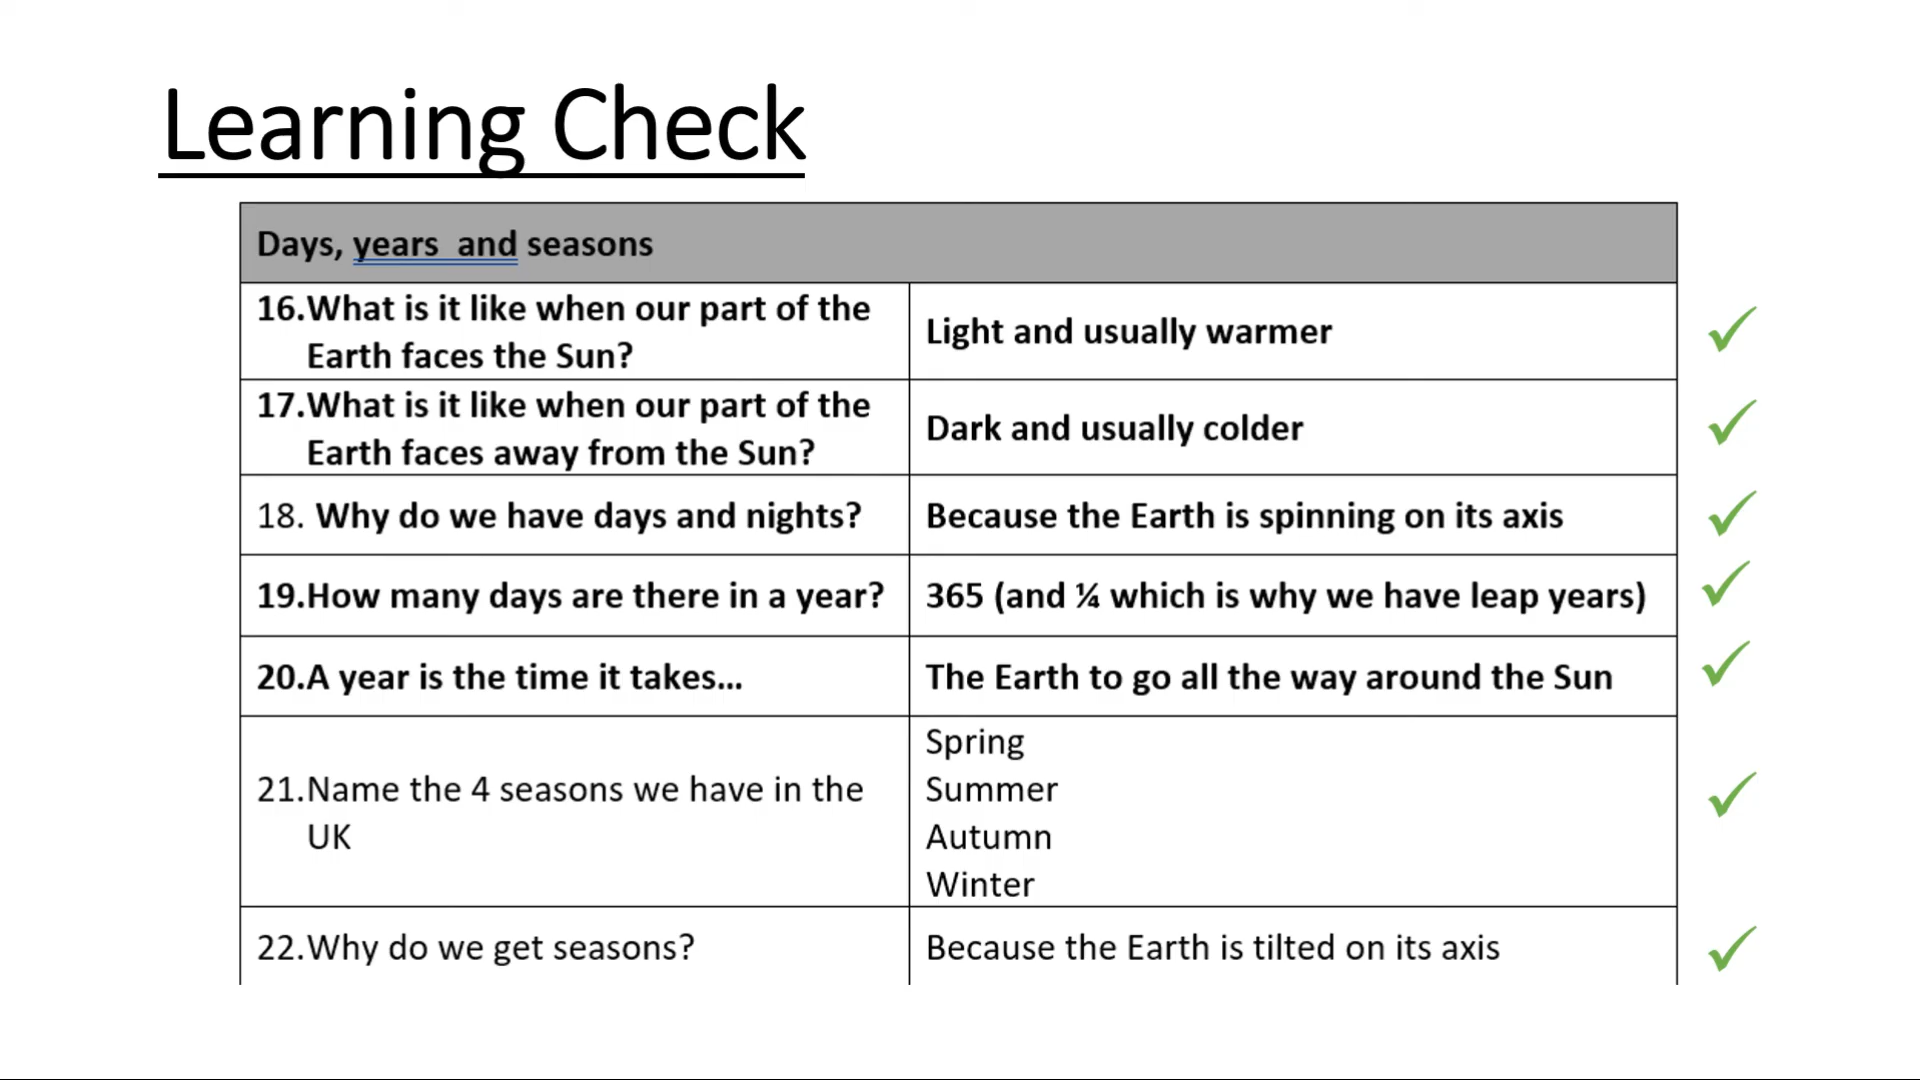 Learning Check
Days, years  and seasons
16.What is it like when our part of the
Earth faces the Sun?
Light and usually warmer
17.What is it like when our part of the
Earth faces away from the Sun?
Dark and usually colder
18. Why do we have days and nights?
Because the Earth is spinning on its axis
19.How many days are there in a year?
365 (and ¼ which is why we have leap years)
20.A year is the time it takes...
The Earth to go all the way around the Sun
21.Name the 4 seasons we have in the
UK
Spring
Summer
Autumn
Winter
22.Why do we get seasons?
Because the Earth is tilted on its axis